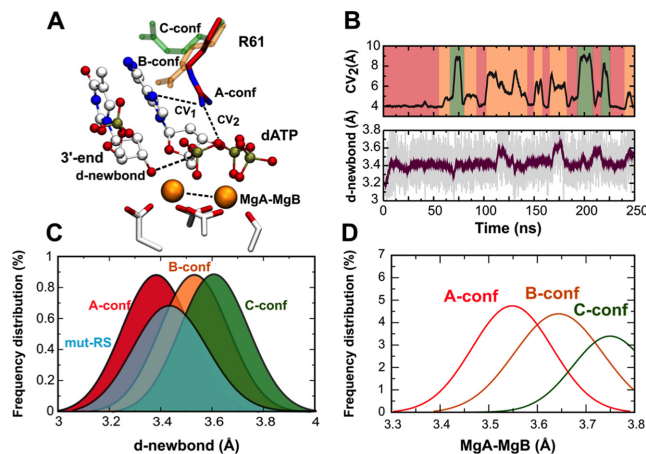 A
C-conf
R61
B-conf
A-conf
CV1
CV2
dATP
3'-end
d-newbond
MgA-MgB
B
CV2(Å)
10
8
6
4
d-newbond (Å)
3.8
3.6
3.4
3.2
3
0 50 100 150 200 250
Time (ns)
C
Frequency distribution (%)
1
0.8
0.6
0.4
0.2
0
B-conf
A-conf
C-conf
mut-RS
3 3.2 3.4 3.6 3.8 4
d-newbond (Å)
D
Frequency distribution (%)
7
6
5
4
3
2
1
0
A-conf
B-conf
C-conf
3.3 3.4 3.5 3.6 3.7 3.8
MgA-MgB (Å)